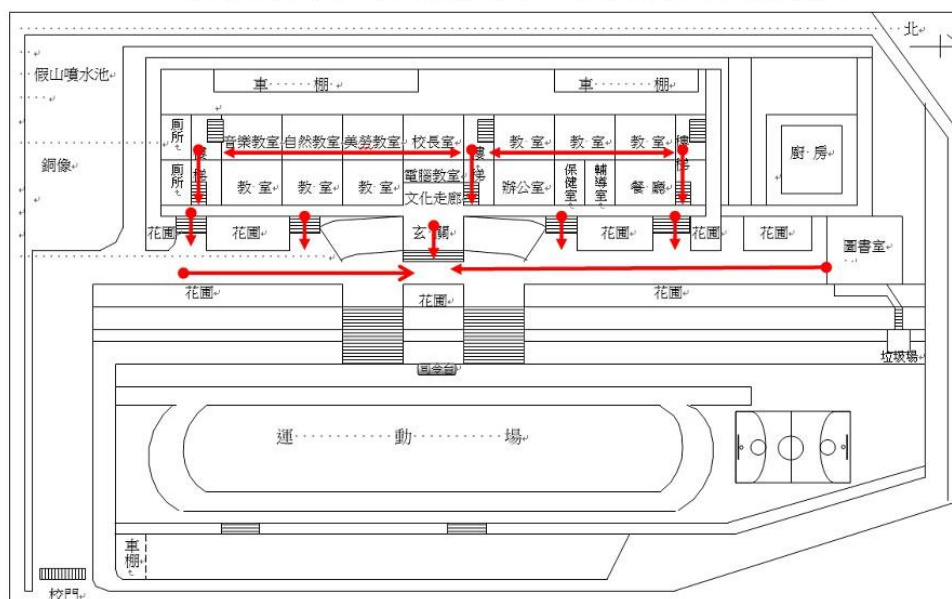 北
假山噴水池
車 棚
車 棚
廁所
音樂教室
自然教室
美勞教室
校長室
教 室
教 室
教 室
樓梯
樓梯
樓梯
廚 房
銅像
廁所
教 室
教 室
教 室
電腦教室
文化走廊
辦公室
保健室
輔導室
餐 廳
花圃
花圃
玄 關
花圃
花圃
花圃
圖書室
花圃
花圃
花圃
垃圾場
司令台
運 動 場
車棚
校門